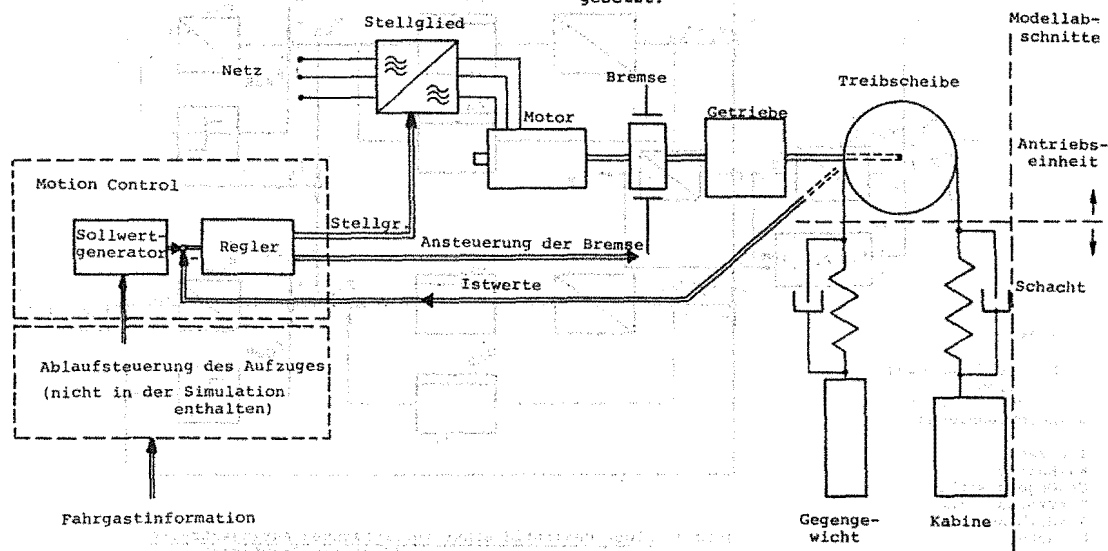 gesetzt.
Stellglied
Modellab-
schnitte
Netz
Bremse
Treibscheibe
Motor
Getriebe
Antriebs-
einheit
Motion Control
Stellgr.
Sollwert-
generator
Regler
-
Ansteuerung der Bremse
Istwerte
Schacht
Ablaufsteuerung des Aufzuges
(nicht in der Simulation
enthalten)
Fahrgastinformation
Gegenge-
wicht
Kabine